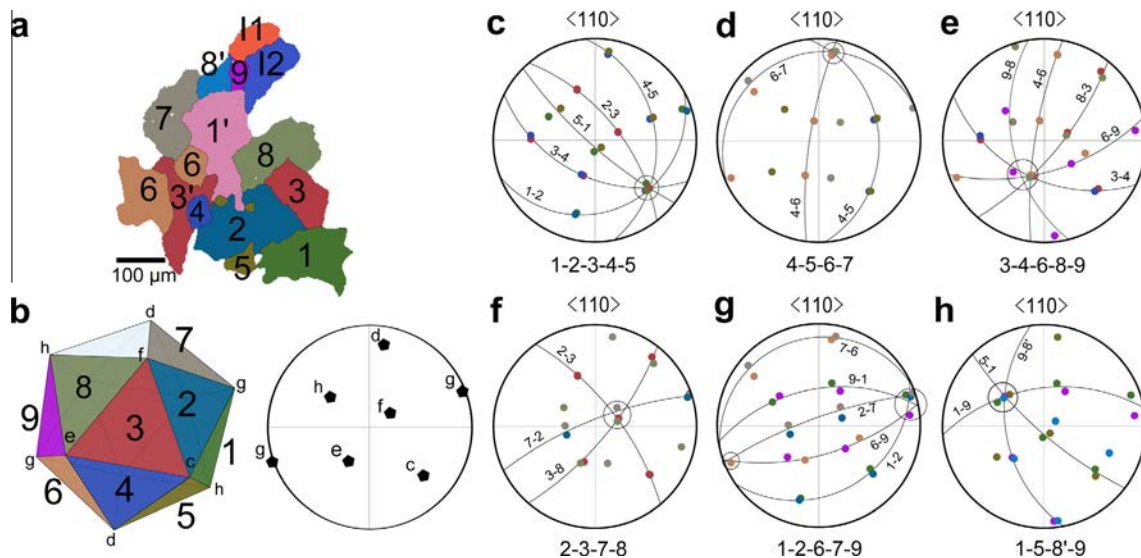 a
I1
8'
9
I2
7
1'
6
8
6
3'
3
4
2
1
5
100 µm
b
d
7
h
f
8
2
g
9
3
e
1
g
c
6
4
h
5
d
d
h
g
f
g
e
c
c
<110>
4-5
2-3
5-1
3-4
1-2
1-2-3-4-5
d
<110>
6-7
4-6
4-5
4-5-6-7
e
<110>
9-8
4-6
8-3
6-9
3-4
3-4-6-8-9
f
<110>
2-3
7-2
3-8
2-3-7-8
g
<110>
7-6
9-1
2-7
6-9
1-2
1-2-6-7-9
h
<110>
5-1
9-8'
1-9
1-5-8'-9